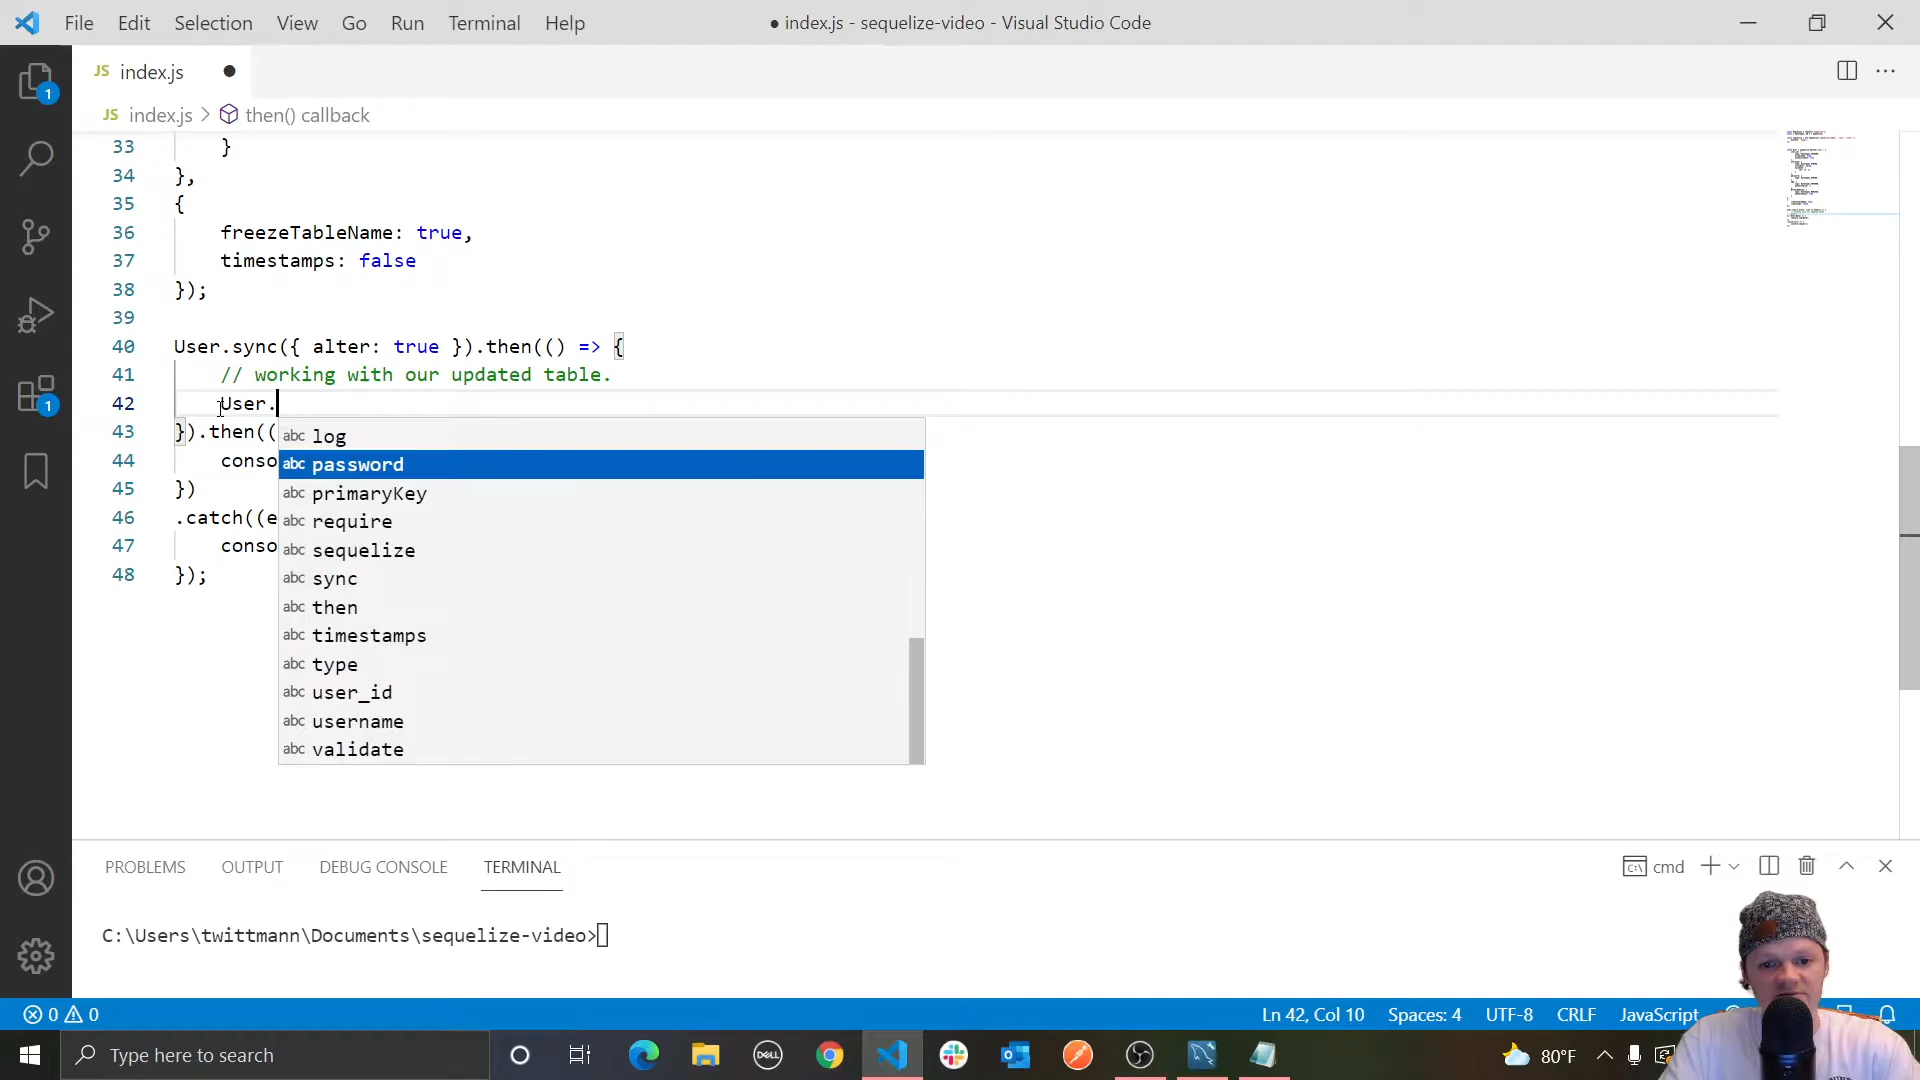 File Edit Selection View Go Run Terminal Help
● index.js - sequelize-video - Visual Studio Code
JS index.js ●
JS index.js > then() callback
33 }
34 },
35 {
36 freezeTableName: true,
37 timestamps: false
38 });
39
40 User.sync({ alter: true }).then(() => {
41 // working with our updated table.
42 User.
43 }).then((
44 conso
45 })
46 .catch((e
47 conso
48 });
abc log
abc password
abc primaryKey
abc require
abc sequelize
abc sync
abc then
abc timestamps
abc type
abc user_id
abc username
abc validate
1
1
PROBLEMS OUTPUT DEBUG CONSOLE TERMINAL
cmd
C:\Users\twittmann\Documents\sequelize-video>
0 0
Ln 42, Col 10 Spaces: 4 UTF-8 CRLF JavaScript
Type here to search
DELL
80°F